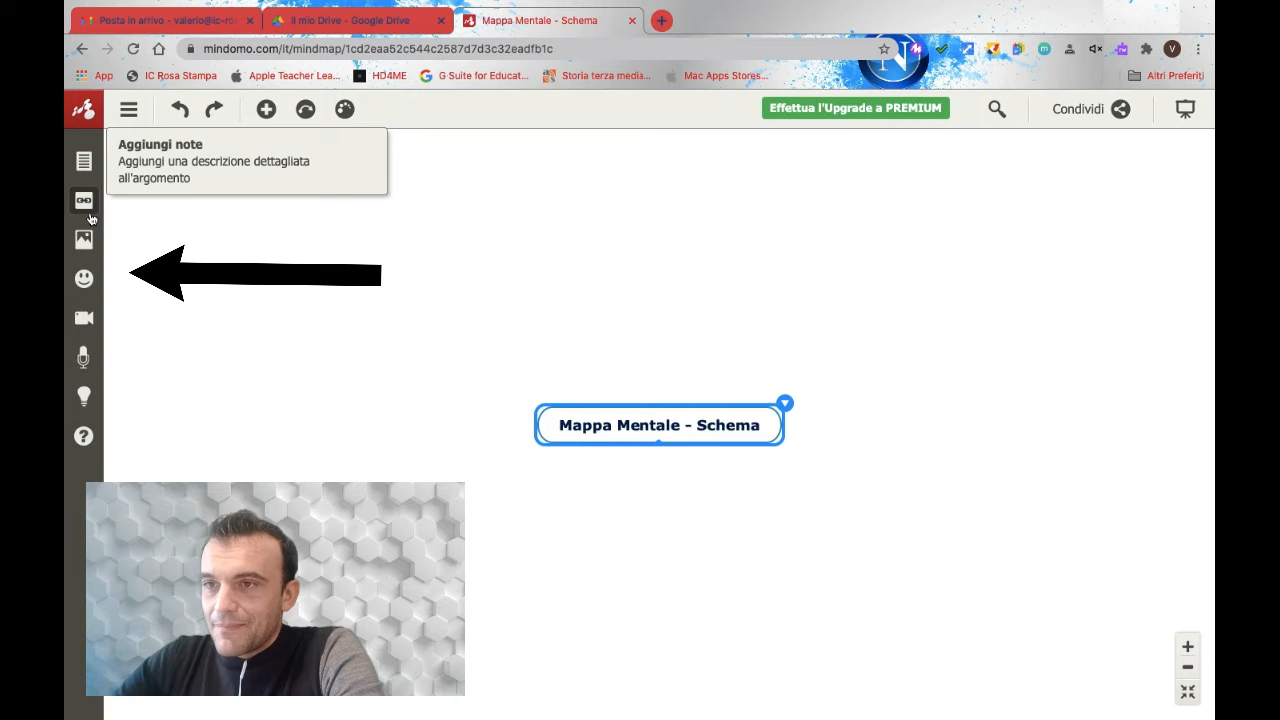 Posta in arrivo - valerio@ic-ros
Il mio Drive - Google Drive
Mappa Mentale - Schema
mindomo.com/it/mindmap/1cd2eaa52c544c2587d7d3c32eadfb1c
V
App
IC Rosa Stampa
Apple Teacher Lea...
HD4ME
G Suite for Educat...
Storia terza media...
Mac Apps Stores...
Altri Preferiti
N
Effettua l'Upgrade a PREMIUM
Condividi
Aggiungi note
Aggiungi una descrizione dettagliata
all'argomento
Mappa Mentale - Schema